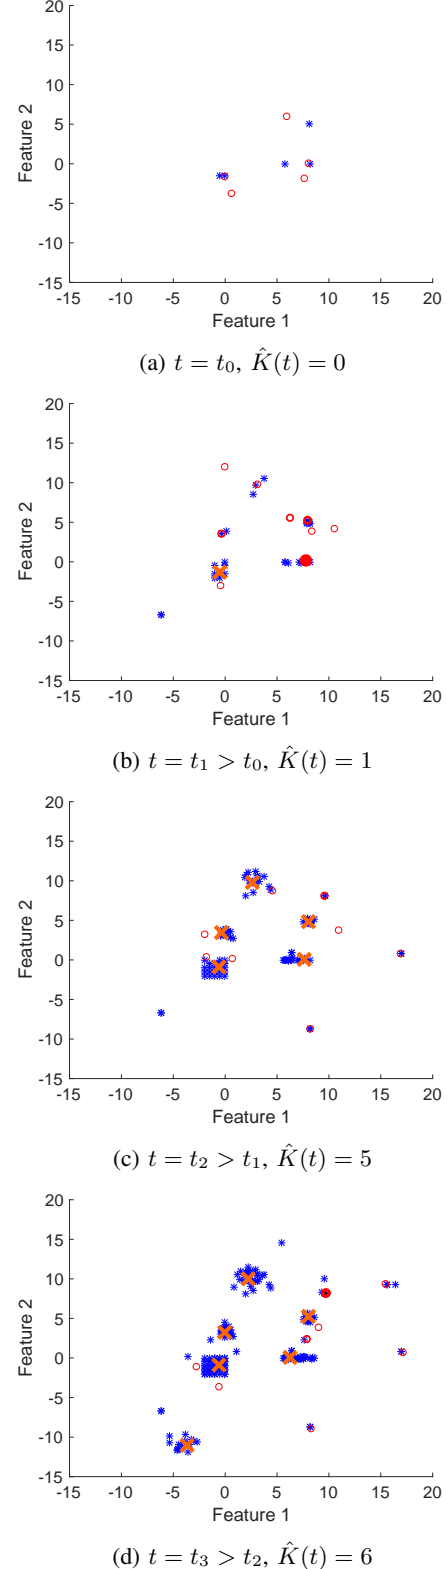 20
15
10
5
0
-5
-10
-15
Feature 2
-15 -10 -5 0 5 10 15 20
Feature 1
(a) t = t₀, K̂(t) = 0
20
15
10
5
0
-5
-10
-15
Feature 2
-15 -10 -5 0 5 10 15 20
Feature 1
(b) t = t₁ > t₀, K̂(t) = 1
20
15
10
5
0
-5
-10
-15
Feature 2
-15 -10 -5 0 5 10 15 20
Feature 1
(c) t = t₂ > t₁, K̂(t) = 5
20
15
10
5
0
-5
-10
-15
Feature 2
-15 -10 -5 0 5 10 15 20
Feature 1
(d) t = t₃ > t₂, K̂(t) = 6